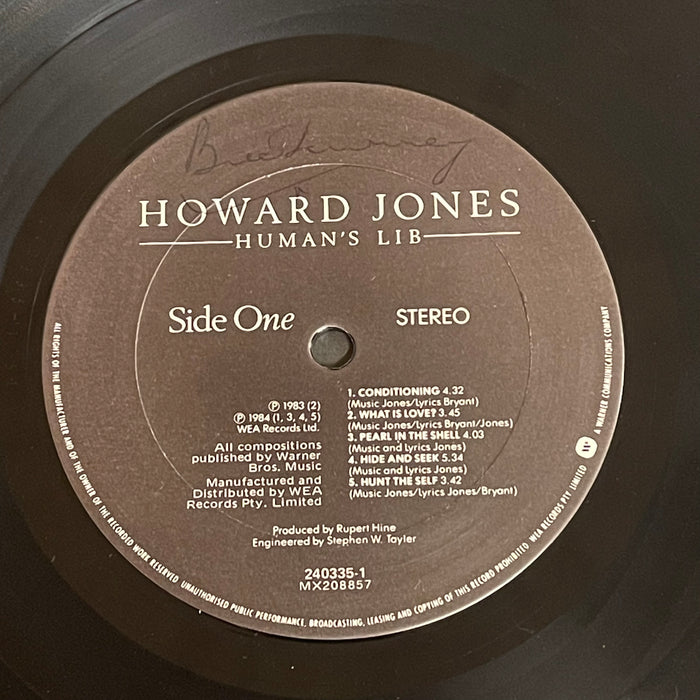 HOWARD JONES
HUMAN'S LIB
Side One
STEREO
℗ 1983 (2)
℗ 1984 (1, 3, 4, 5)
WEA Records Ltd.
All compositions
published by Warner
Bros. Music
Manufactured and
Distributed by WEA
Records Pty. Limited
1. CONDITIONING 4.32
(Music Jones/Lyrics Bryant)
2. WHAT IS LOVE? 3.45
(Music Jones/Lyrics Bryant/Jones)
3. PEARL IN THE SHELL 4.03
(Music and Lyrics Jones)
4. HIDE AND SEEK 5.34
(Music and Lyrics Jones)
5. HUNT THE SELF 3.42
(Music Jones/Lyrics Jones/Bryant)
Produced by Rupert Hine
Engineered by Stephen W. Tayler
240335-1
MX208857
ALL RIGHTS OF THE MANUFACTURER AND OF THE OWNER OF THE RECORDED WORK RESERVED UNAUTHORISED PUBLIC PERFORMANCE, BROADCASTING, LEASING AND COPYING OF THIS RECORD PROHIBITED. WEA RECORDS PTY. LIMITED A WARNER COMMUNICATIONS COMPANY